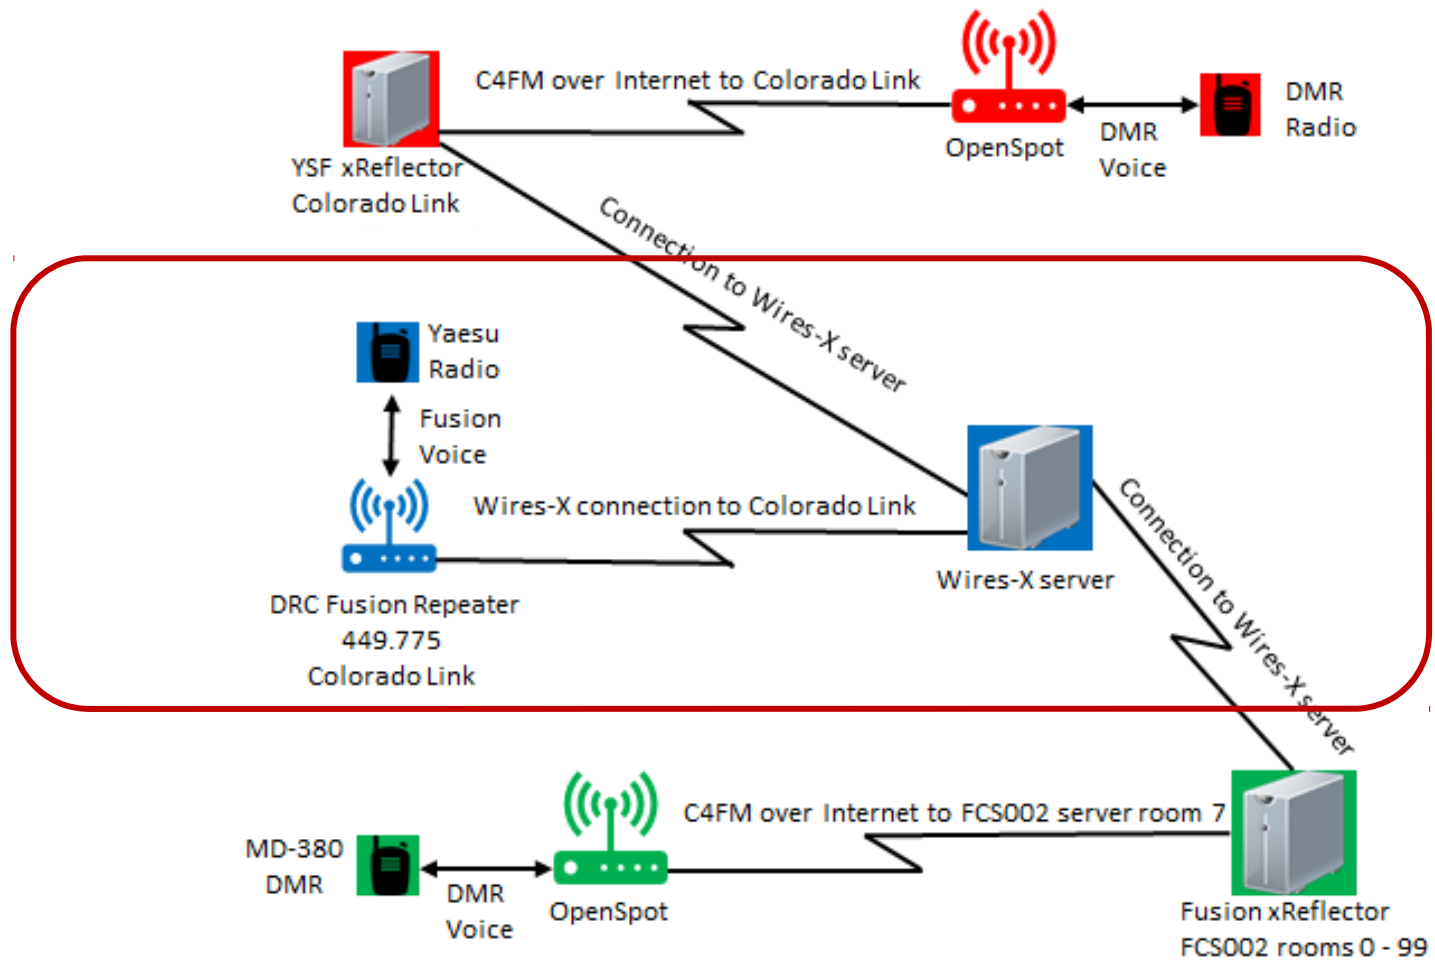 C4FM over Internet to Colorado Link
DMR
Radio
OpenSpot
DMR
Voice
YSF xReflector
Colorado Link
Connection to Wires-X server
Yaesu
Radio
Fusion
Voice
Wires-X connection to Colorado Link
Wires-X server
DRC Fusion Repeater
449.775
Colorado Link
Connection to Wires-X server
C4FM over Internet to FCS002 server room 7
MD-380
DMR
DMR
Voice
OpenSpot
Fusion xReflector
FCS002 rooms 0 - 99